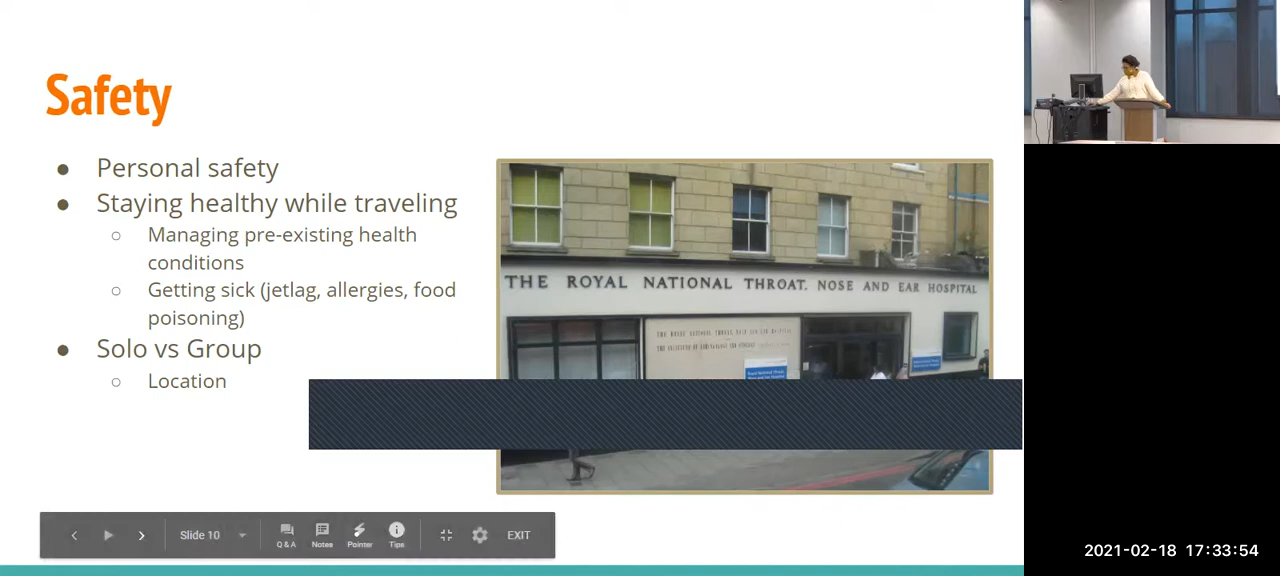 Safety
● Personal safety
● Staying healthy while traveling
○ Managing pre-existing health
conditions
○ Getting sick (jetlag, allergies, food
poisoning)
● Solo vs Group
○ Location
THE ROYAL NATIONAL THROAT, NOSE AND EAR HOSPITAL
Slide 10
Q & A
Notes
Pointer
Tips
EXIT
2021-02-18 17:33:54